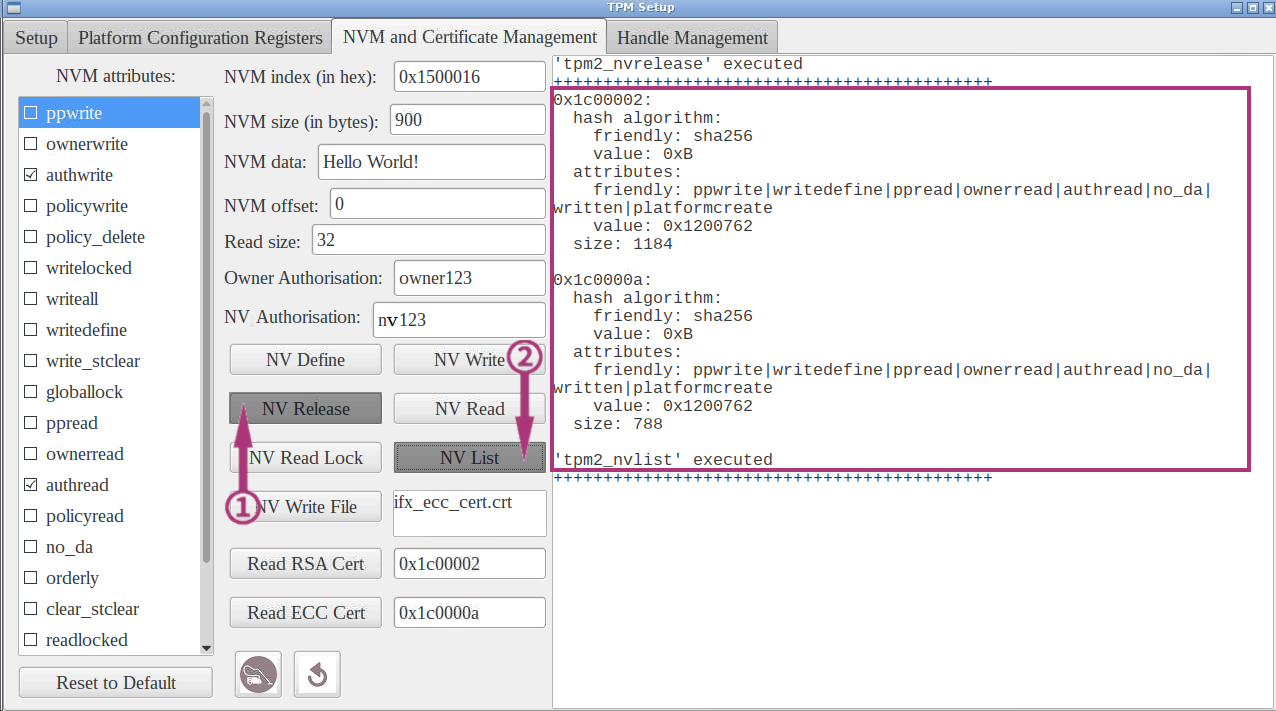 TPM Setup
Setup
Platform Configuration Registers
NVM and Certificate Management
Handle Management
NVM attributes:
ppwrite
ownerwrite
authwrite
policywrite
policy_delete
writelocked
writeall
writedefine
write_stclear
globallock
ppread
ownerread
authread
policyread
no_da
orderly
clear_stclear
readlocked
Reset to Default
NVM index (in hex): 0x1500016
NVM size (in bytes): 900
NVM data: Hello World!
NVM offset: 0
Read size: 32
Owner Authorisation: owner123
NV Authorisation: nv123
NV Define
NV Write
②
NV Release
NV Read
NV Read Lock
NV List
①
NV Write File
ifx_ecc_cert.crt
Read RSA Cert
0x1c00002
Read ECC Cert
0x1c0000a
'tpm2_nvrelease' executed
++++++++++++++++++++++++++++++++++++++++++++
0x1c00002:
hash algorithm:
friendly: sha256
value: 0xB
attributes:
friendly: ppwrite|writedefine|ppread|ownerread|authread|no_da|
written|platformcreate
value: 0x1200762
size: 1184
0x1c0000a:
hash algorithm:
friendly: sha256
value: 0xB
attributes:
friendly: ppwrite|writedefine|ppread|ownerread|authread|no_da|
written|platformcreate
value: 0x1200762
size: 788
'tpm2_nvlist' executed
++++++++++++++++++++++++++++++++++++++++++++